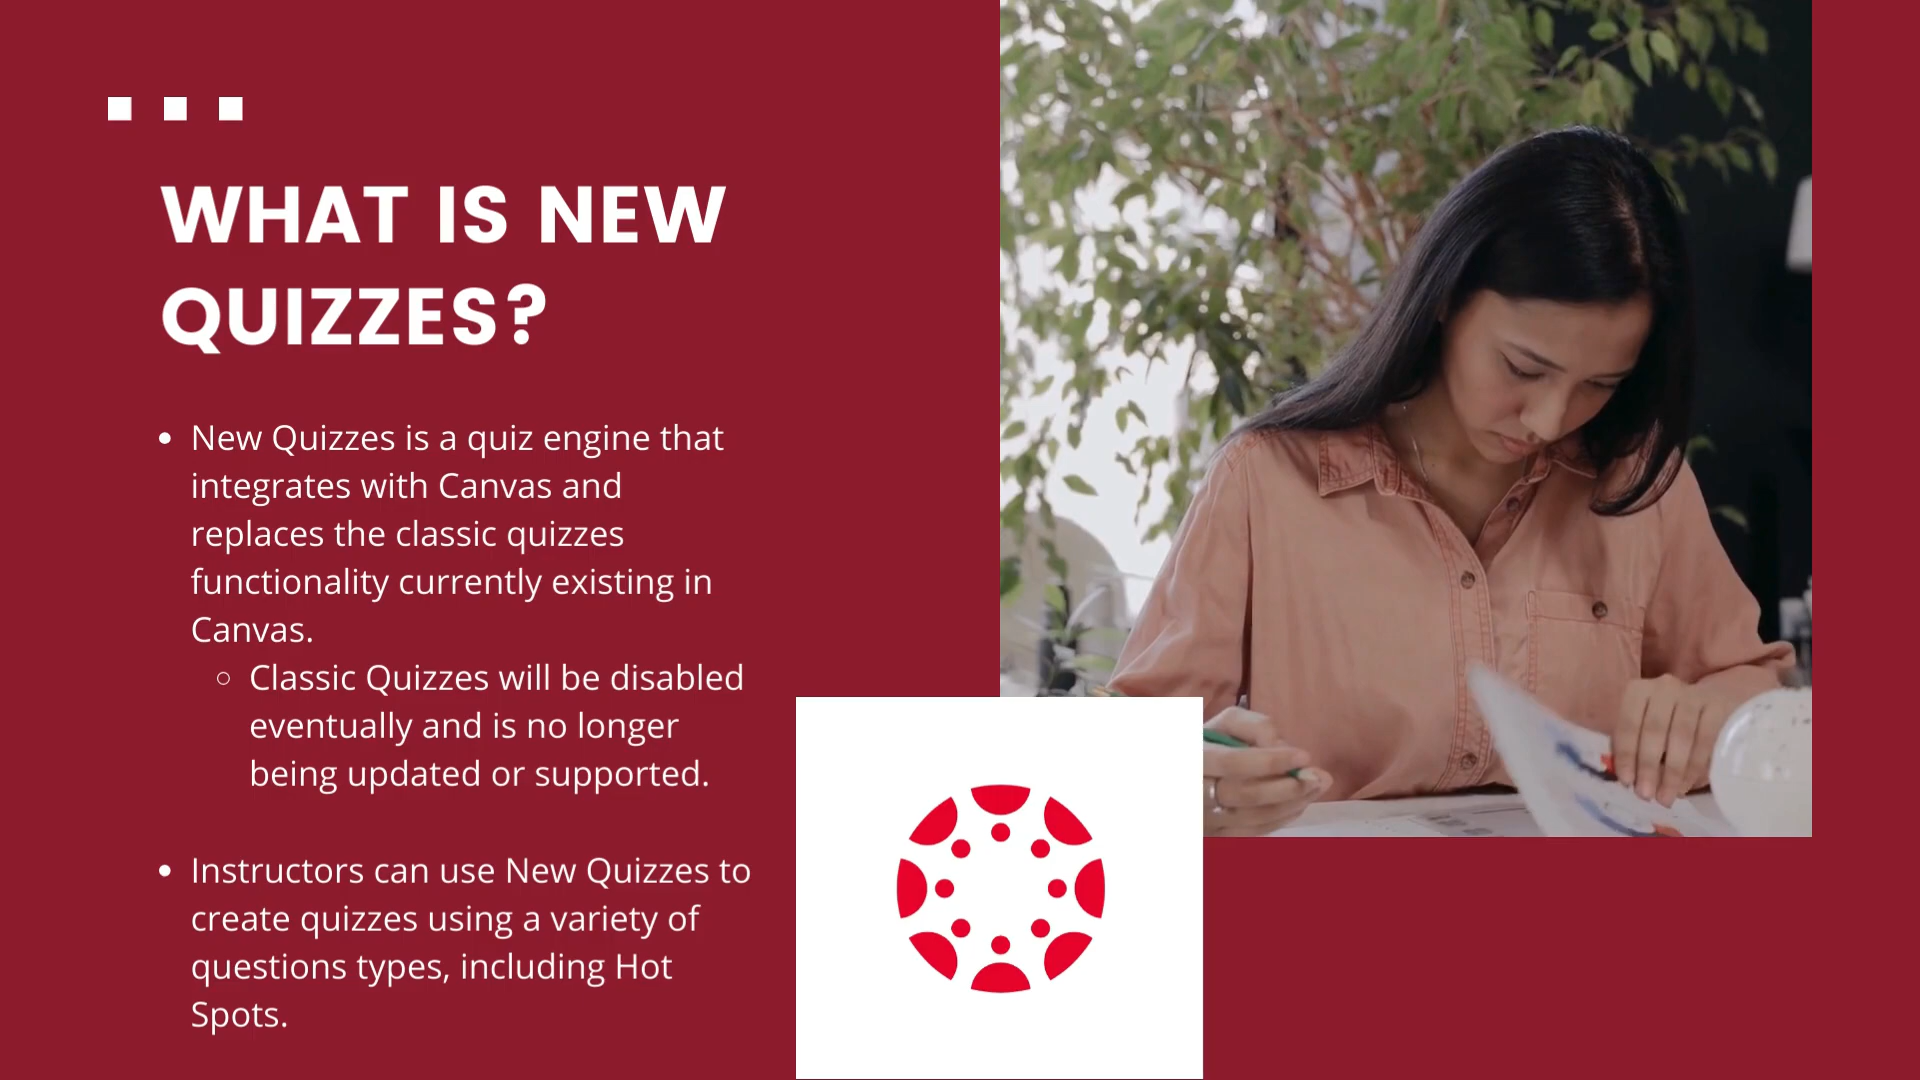 WHAT IS NEW
QUIZZES?
• New Quizzes is a quiz engine that
integrates with Canvas and
replaces the classic quizzes
functionality currently existing in
Canvas.
◦ Classic Quizzes will be disabled
eventually and is no longer
being updated or supported.
• Instructors can use New Quizzes to
create quizzes using a variety of
questions types, including Hot
Spots.